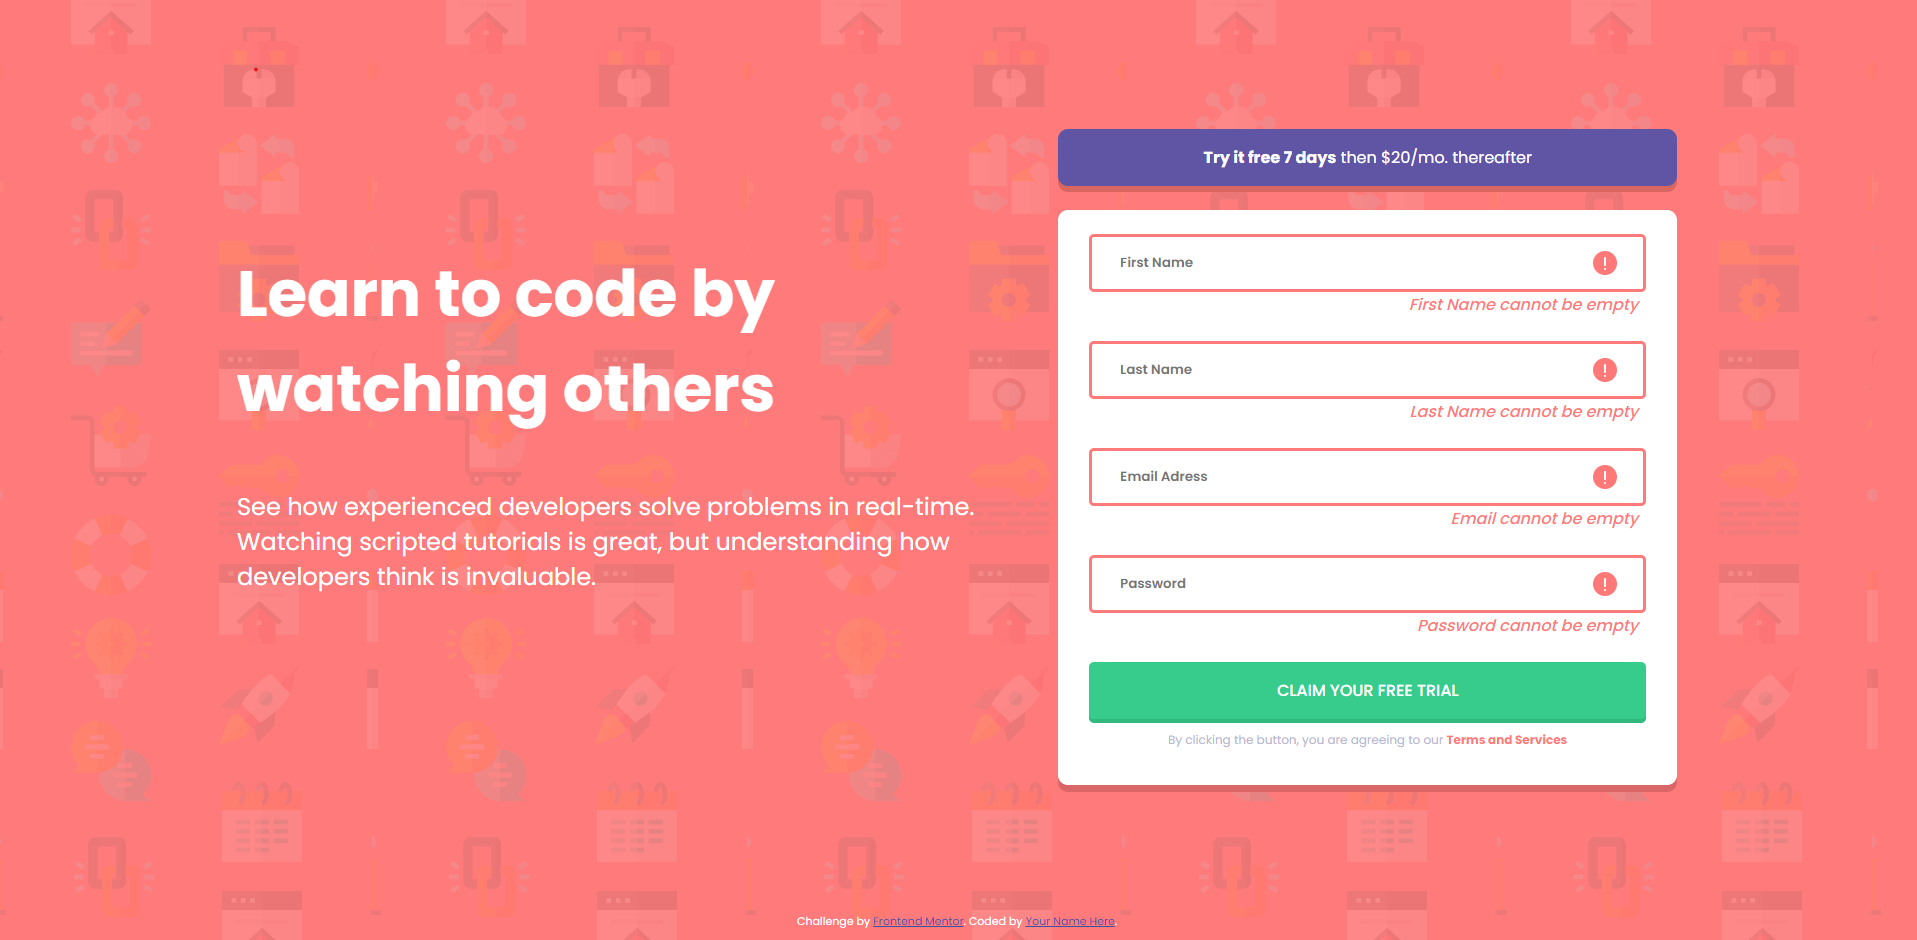 Learn to code by
watching others
See how experienced developers solve problems in real-time.
Watching scripted tutorials is great, but understanding how
developers think is invaluable.
Try it free 7 days then $20/mo. thereafter
First Name
First Name cannot be empty
Last Name
Last Name cannot be empty
Email Adress
Email cannot be empty
Password
Password cannot be empty
CLAIM YOUR FREE TRIAL
By clicking the button, you are agreeing to our Terms and Services
Challenge by Frontend Mentor. Coded by Your Name Here.